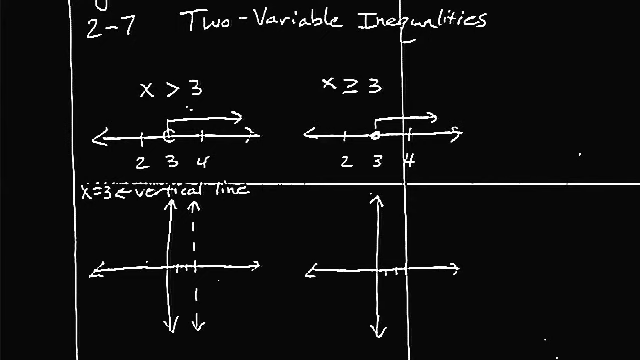 2-7 Two-Variable Inequalities
x > 3
x ≥ 3
2 3 4
2 3 4
x=3 ← vertical line